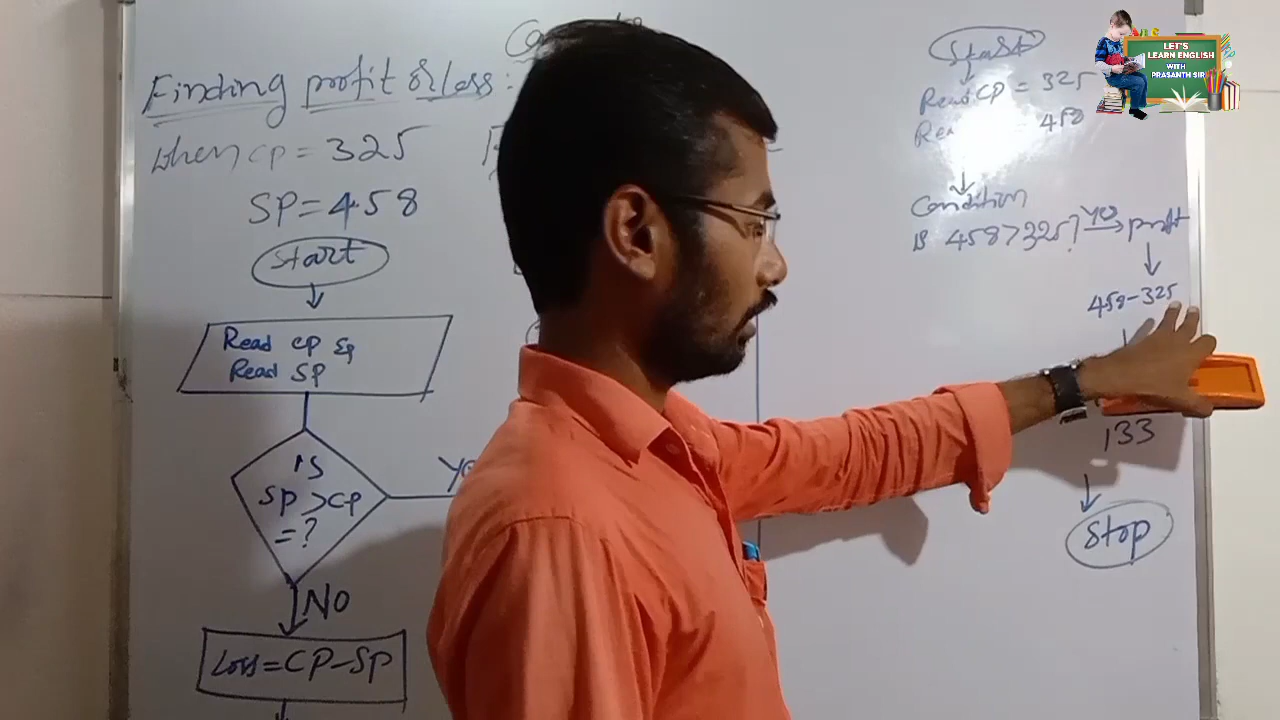 Finding profit or Loss :
When CP = 325
SP = 458
Start
Read CP &
Read SP
Is
SP > CP
= ?
NO
Loss = CP - SP
Start
Read CP = 325
458
Condition
Is 458 > 325 ? Yes profit
458 - 325
133
Stop
LET'S
LEARN ENGLISH
WITH
PRASANTH SIR